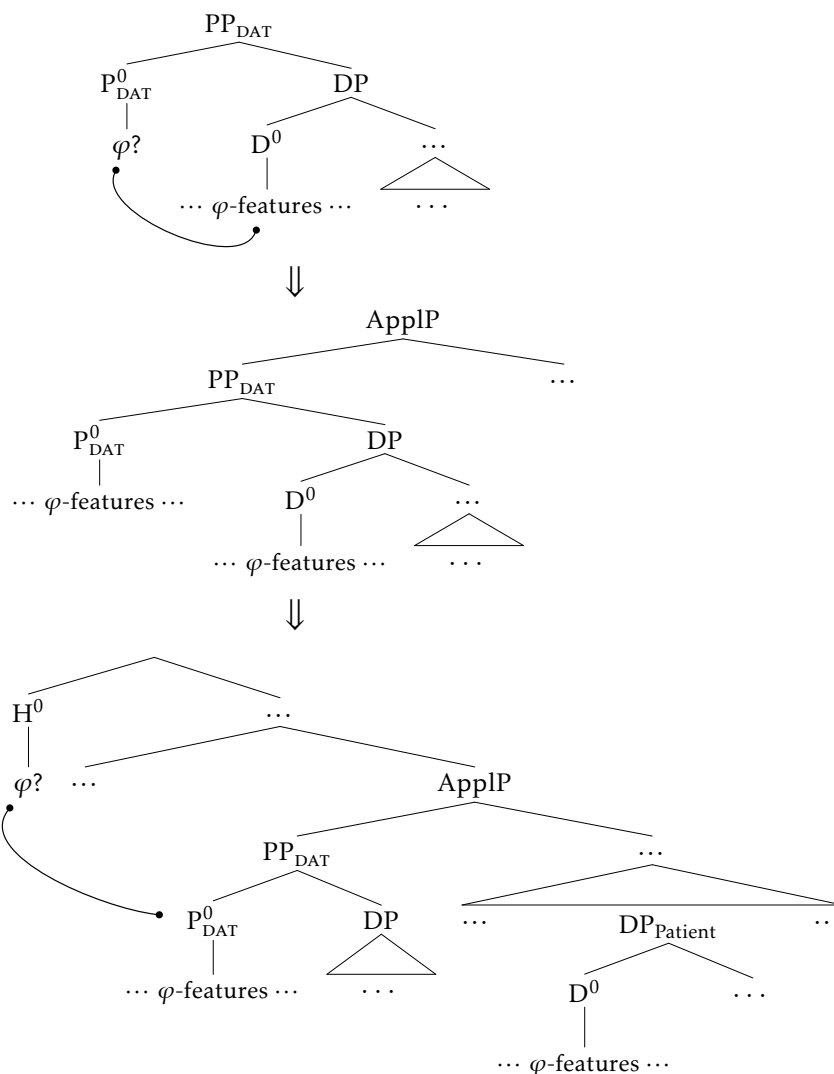 PP_DAT
P⁰_DAT DP
φ? D⁰ ...
... φ-features ... ...
⇓
ApplP
PP_DAT ...
P⁰_DAT DP
... φ-features ... D⁰ ...
... φ-features ... ...
⇓
H⁰ ...
φ? ... ApplP
PP_DAT ...
P⁰_DAT DP ... DP_Patient ..
... φ-features ... ... D⁰ ...
... φ-features ...